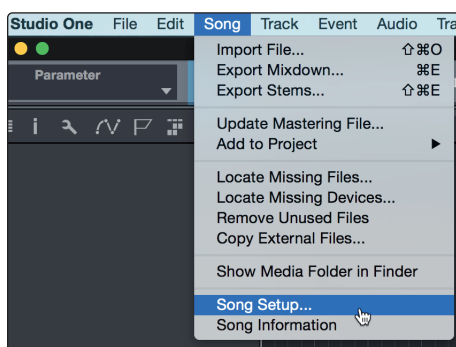 Studio One File Edit Song Track Event Audio Tra
Parameter
Import File... ⇧⌘O
Export Mixdown... ⌘E
Export Stems... ⇧⌘E
Update Mastering File...
Add to Project ▶
Locate Missing Files...
Locate Missing Devices...
Remove Unused Files
Copy External Files...
Show Media Folder in Finder
Song Setup...
Song Information